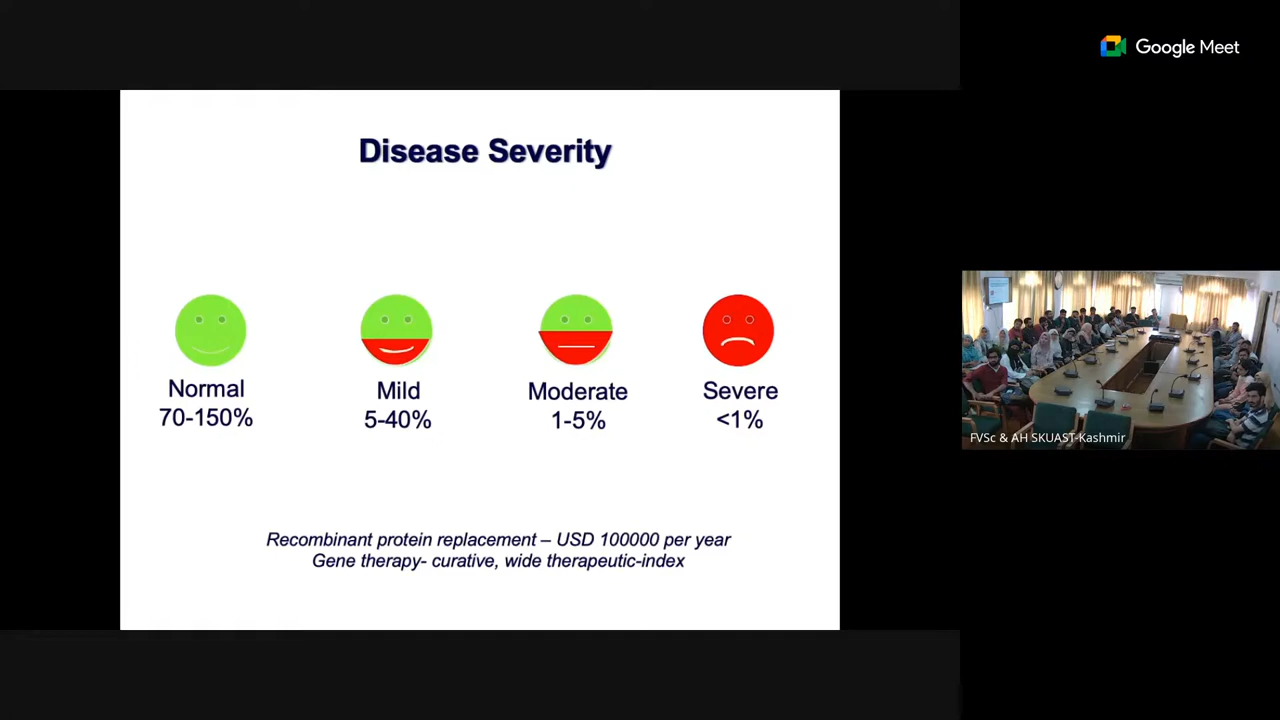 Google Meet
Disease Severity
Normal
70-150%
Mild
5-40%
Moderate
1-5%
Severe
<1%
Recombinant protein replacement – USD 100000 per year
Gene therapy- curative, wide therapeutic-index
FVSc & AH SKUAST-Kashmir